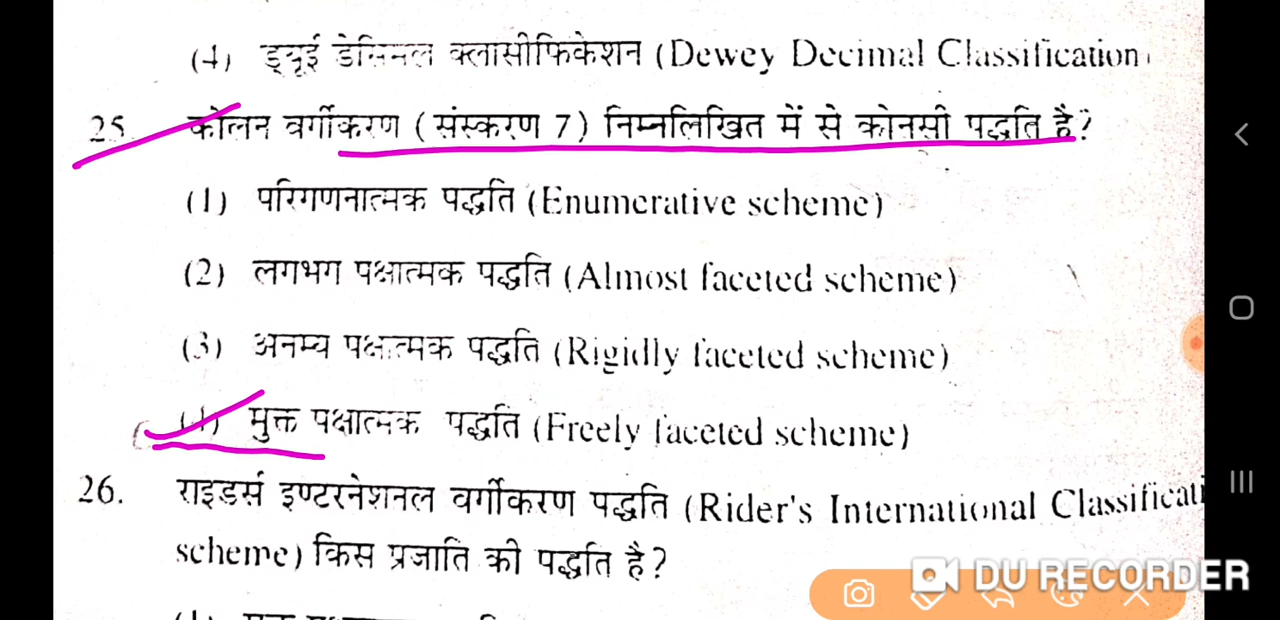 (4) ड्यूई डेसिमल क्लासीफिकेशन (Dewey Decimal Classification
25. कोलन वर्गीकरण (संस्करण 7) निम्नलिखित में से कोनसी पद्धति है?
(1) परिगणनात्मक पद्धति (Enumerative scheme)
(2) लगभग पक्षात्मक पद्धति (Almost faceted scheme)
(3) अनम्य पक्षात्मक पद्धति (Rigidly faceted scheme)
(4) मुक्त पक्षात्मक पद्धति (Freely faceted scheme)
26. राइडर्स इण्टरनेशनल वर्गीकरण पद्धति (Rider's International Classificati
scheme) किस प्रजाति की पद्धति है?
DU RECORDER